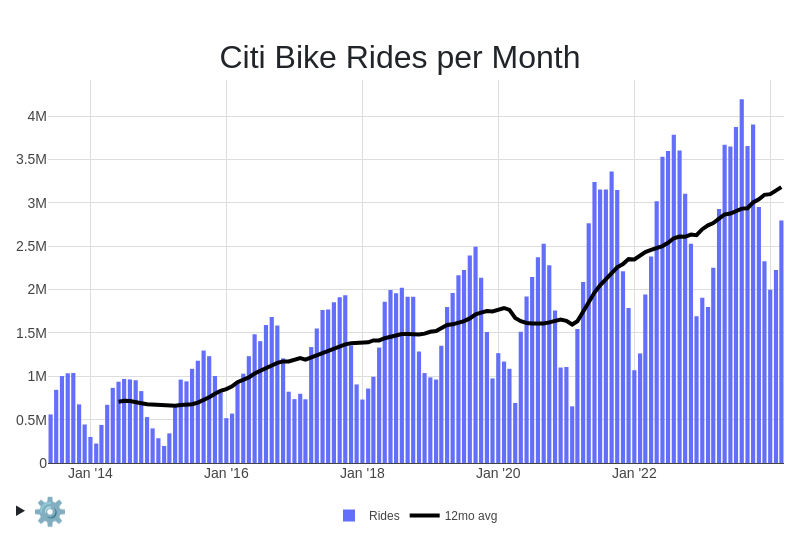 Citi Bike Rides per Month
4M
3.5M
3M
2.5M
2M
1.5M
1M
0.5M
0
Jan '14
Jan '16
Jan '18
Jan '20
Jan '22
Rides
12mo avg